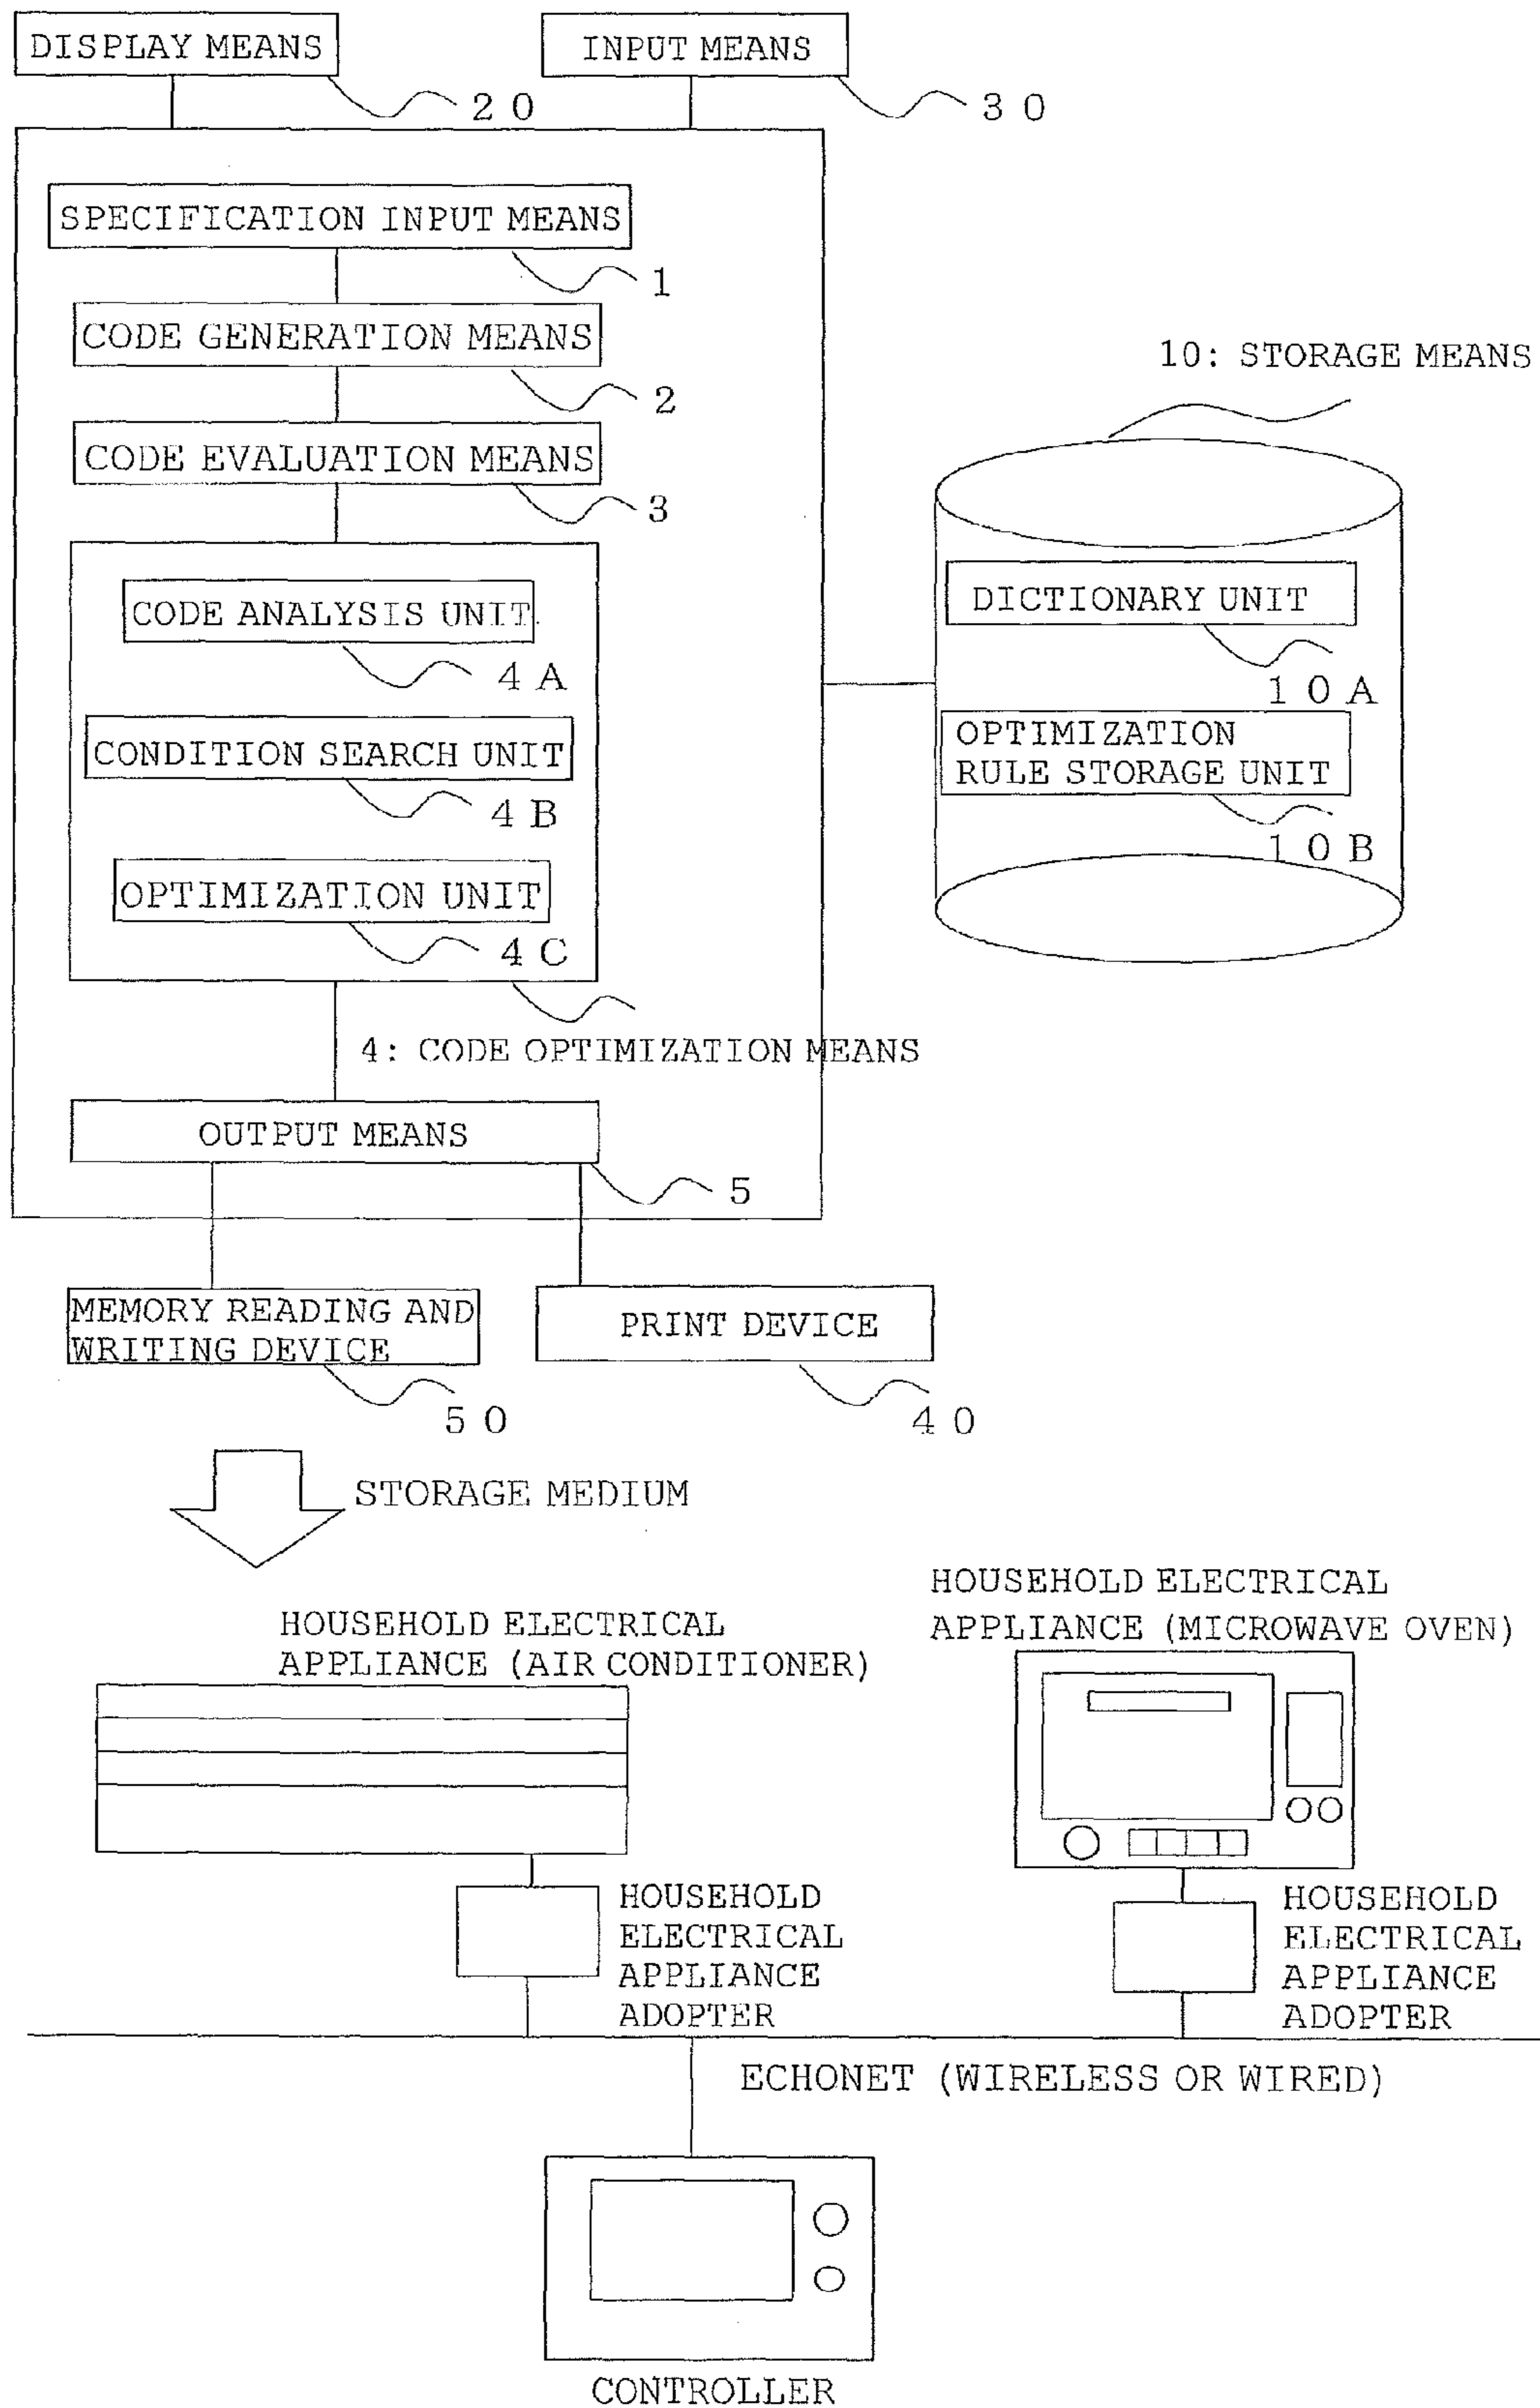 DISPLAY MEANS
INPUT MEANS
20
30
SPECIFICATION INPUT MEANS
1
CODE GENERATION MEANS
2
CODE EVALUATION MEANS
3
CODE ANALYSIS UNIT
4A
CONDITION SEARCH UNIT
4B
OPTIMIZATION UNIT
4C
4: CODE OPTIMIZATION MEANS
OUTPUT MEANS
5
10: STORAGE MEANS
DICTIONARY UNIT
10A
OPTIMIZATION
RULE STORAGE UNIT
10B
MEMORY READING AND
WRITING DEVICE
50
PRINT DEVICE
40
STORAGE MEDIUM
HOUSEHOLD ELECTRICAL
APPLIANCE (AIR CONDITIONER)
HOUSEHOLD ELECTRICAL
APPLIANCE (MICROWAVE OVEN)
HOUSEHOLD
ELECTRICAL
APPLIANCE
ADOPTER
HOUSEHOLD
ELECTRICAL
APPLIANCE
ADOPTER
ECHONET (WIRELESS OR WIRED)
CONTROLLER